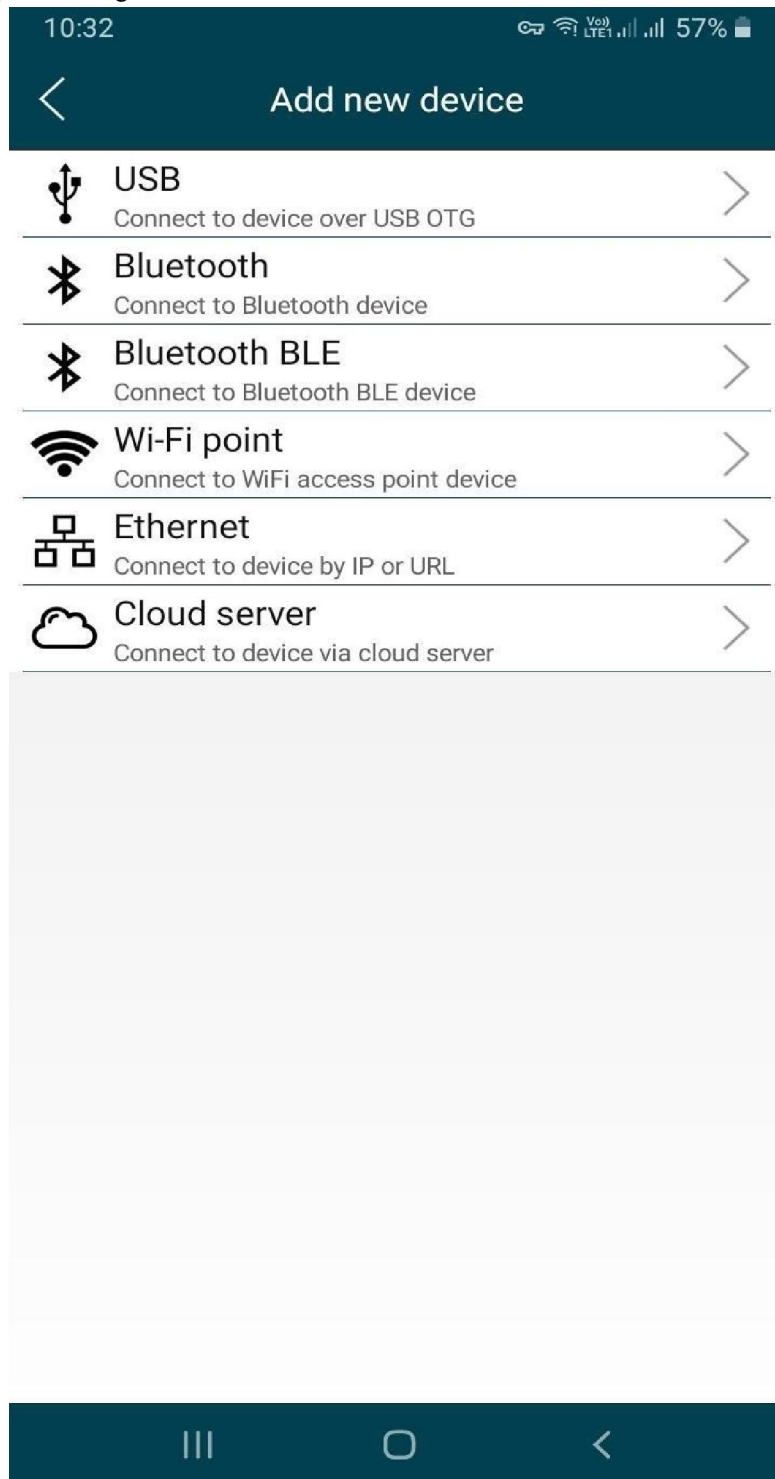 10:32
Vo)) LTE1 57%
Add new device
USB
Connect to device over USB OTG
Bluetooth
Connect to Bluetooth device
Bluetooth BLE
Connect to Bluetooth BLE device
Wi-Fi point
Connect to WiFi access point device
Ethernet
Connect to device by IP or URL
Cloud server
Connect to device via cloud server